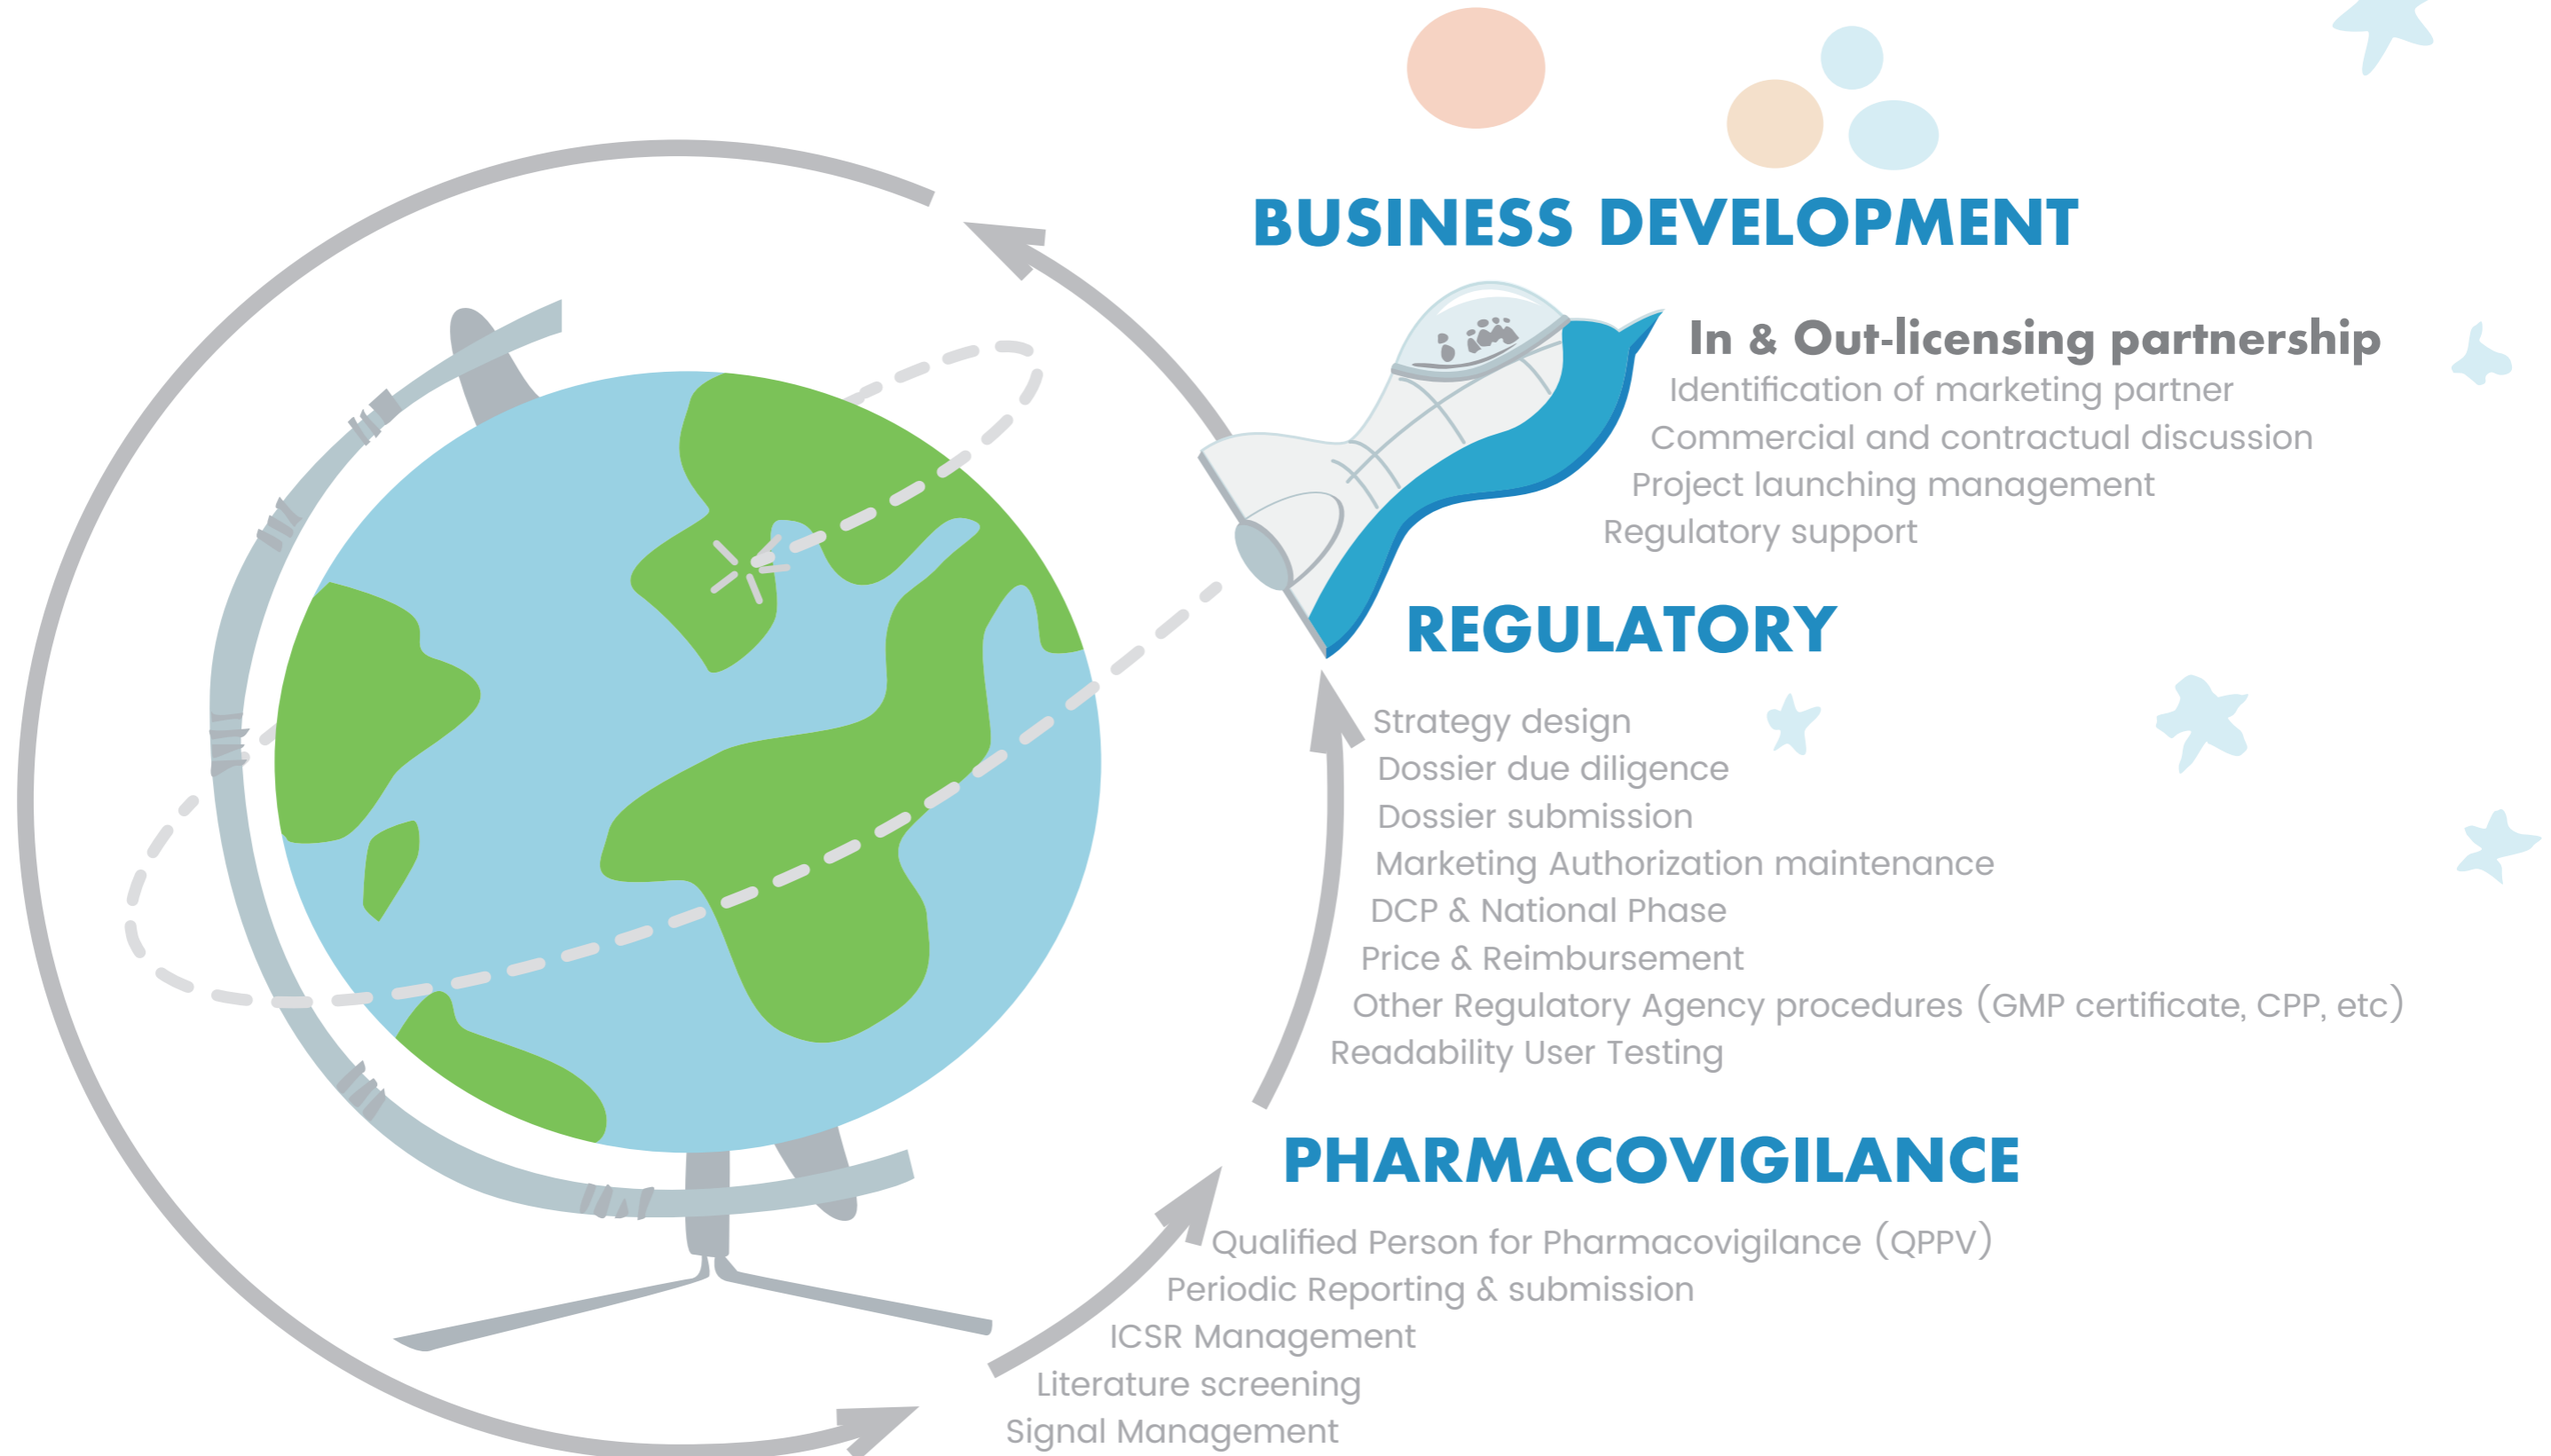 BUSINESS DEVELOPMENT
In & Out-licensing partnership
Identification of marketing partner
Commercial and contractual discussion
Project launching management
Regulatory support
REGULATORY
Strategy design
Dossier due diligence
Dossier submission
Marketing Authorization maintenance
DCP & National Phase
Price & Reimbursement
Other Regulatory Agency procedures (GMP certificate, CPP, etc)
Readability User Testing
PHARMACOVIGILANCE
Qualified Person for Pharmacovigilance (QPPV)
Periodic Reporting & submission
ICSR Management
Literature screening
Signal Management